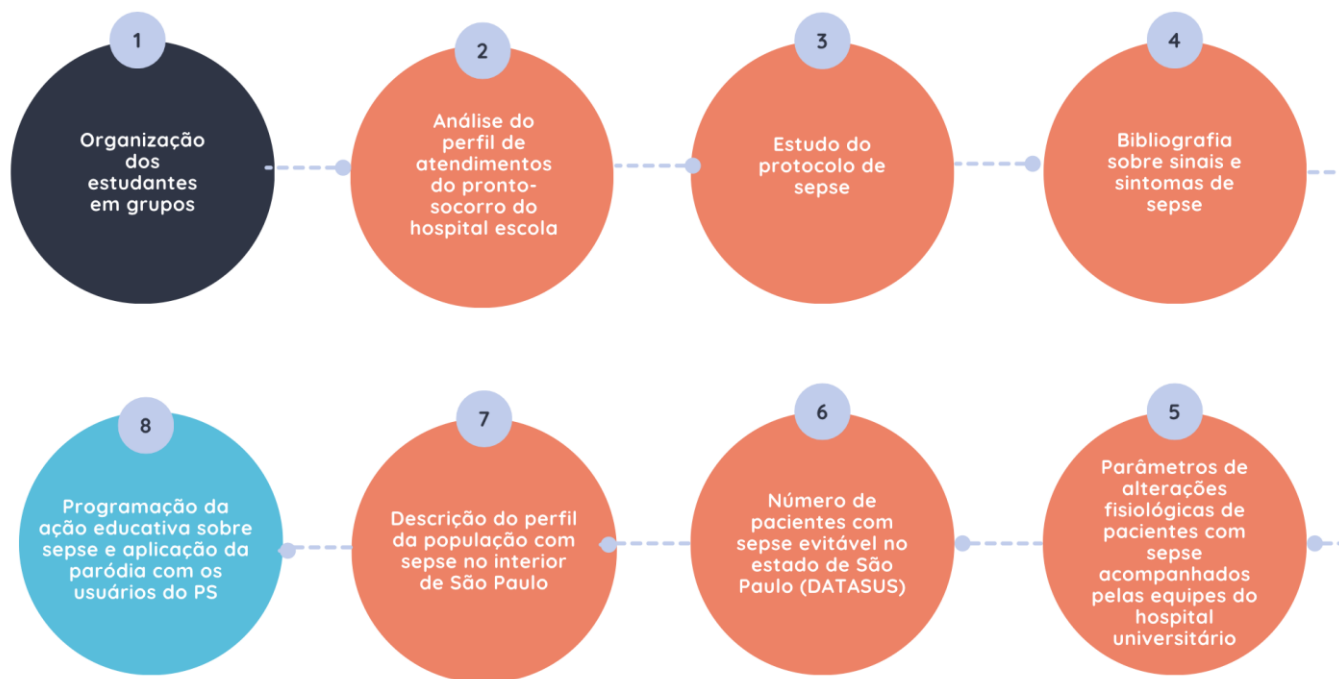 1
Organização
dos
estudantes
em grupos
2
Análise do
perfil de
atendimentos
do pronto-
socorro do
hospital escola
3
Estudo do
protocolo de
sepse
4
Bibliografia
sobre sinais e
sintomas de
sepse
5
Parâmetros de
alterações
fisiológicas de
pacientes com
sepse
acompanhados
pelas equipes do
hospital
universitário
6
Número de
pacientes com
sepse evitável no
estado de São
Paulo (DATASUS)
7
Descrição do perfil
da população com
sepse no interior
de São Paulo
8
Programação da
ação educativa sobre
sepse e aplicação da
paródia com os
usuários do PS